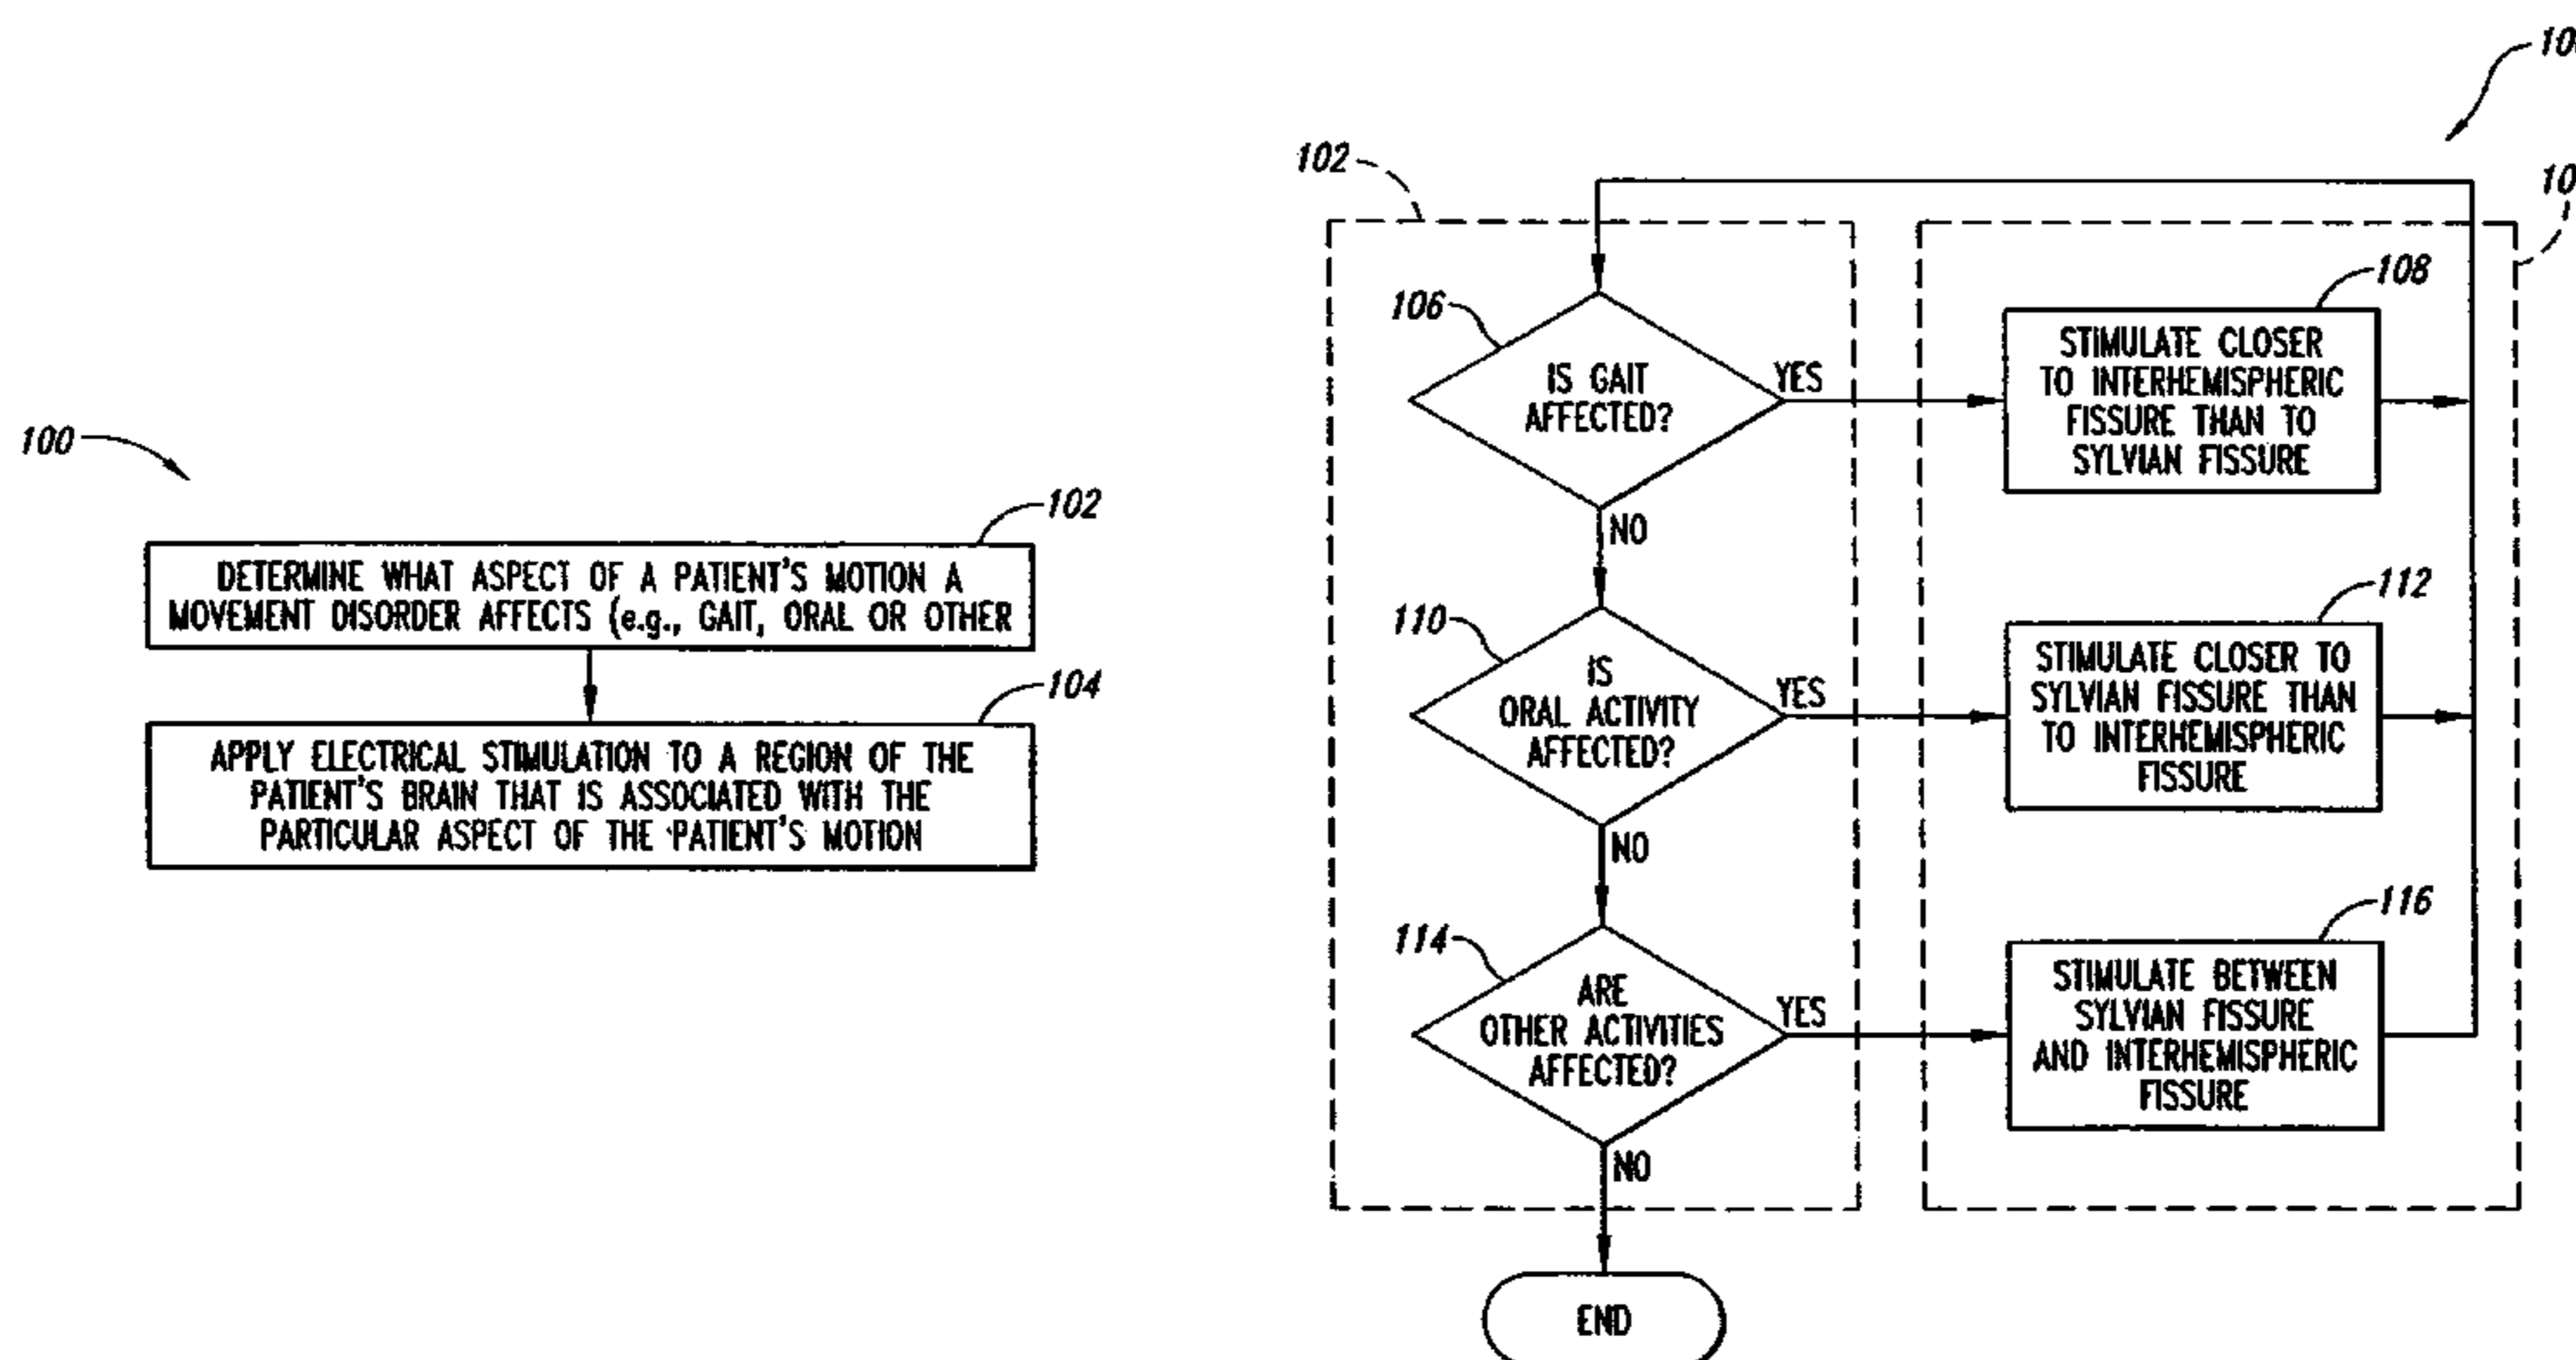 100
102
DETERMINE WHAT ASPECT OF A PATIENT'S MOTION A
MOVEMENT DISORDER AFFECTS (e.g., GAIT, ORAL OR OTHER
104
APPLY ELECTRICAL STIMULATION TO A REGION OF THE
PATIENT'S BRAIN THAT IS ASSOCIATED WITH THE
PARTICULAR ASPECT OF THE PATIENT'S MOTION
102
106
IS GAIT
AFFECTED?
YES
NO
108
STIMULATE CLOSER
TO INTERHEMISPHERIC
FISSURE THAN TO
SYLVIAN FISSURE
110
IS
ORAL ACTIVITY
AFFECTED?
YES
NO
112
STIMULATE CLOSER TO
SYLVIAN FISSURE THAN
TO INTERHEMISPHERIC
FISSURE
114
ARE
OTHER ACTIVITIES
AFFECTED?
YES
NO
116
STIMULATE BETWEEN
SYLVIAN FISSURE
AND INTERHEMISPHERIC
FISSURE
END